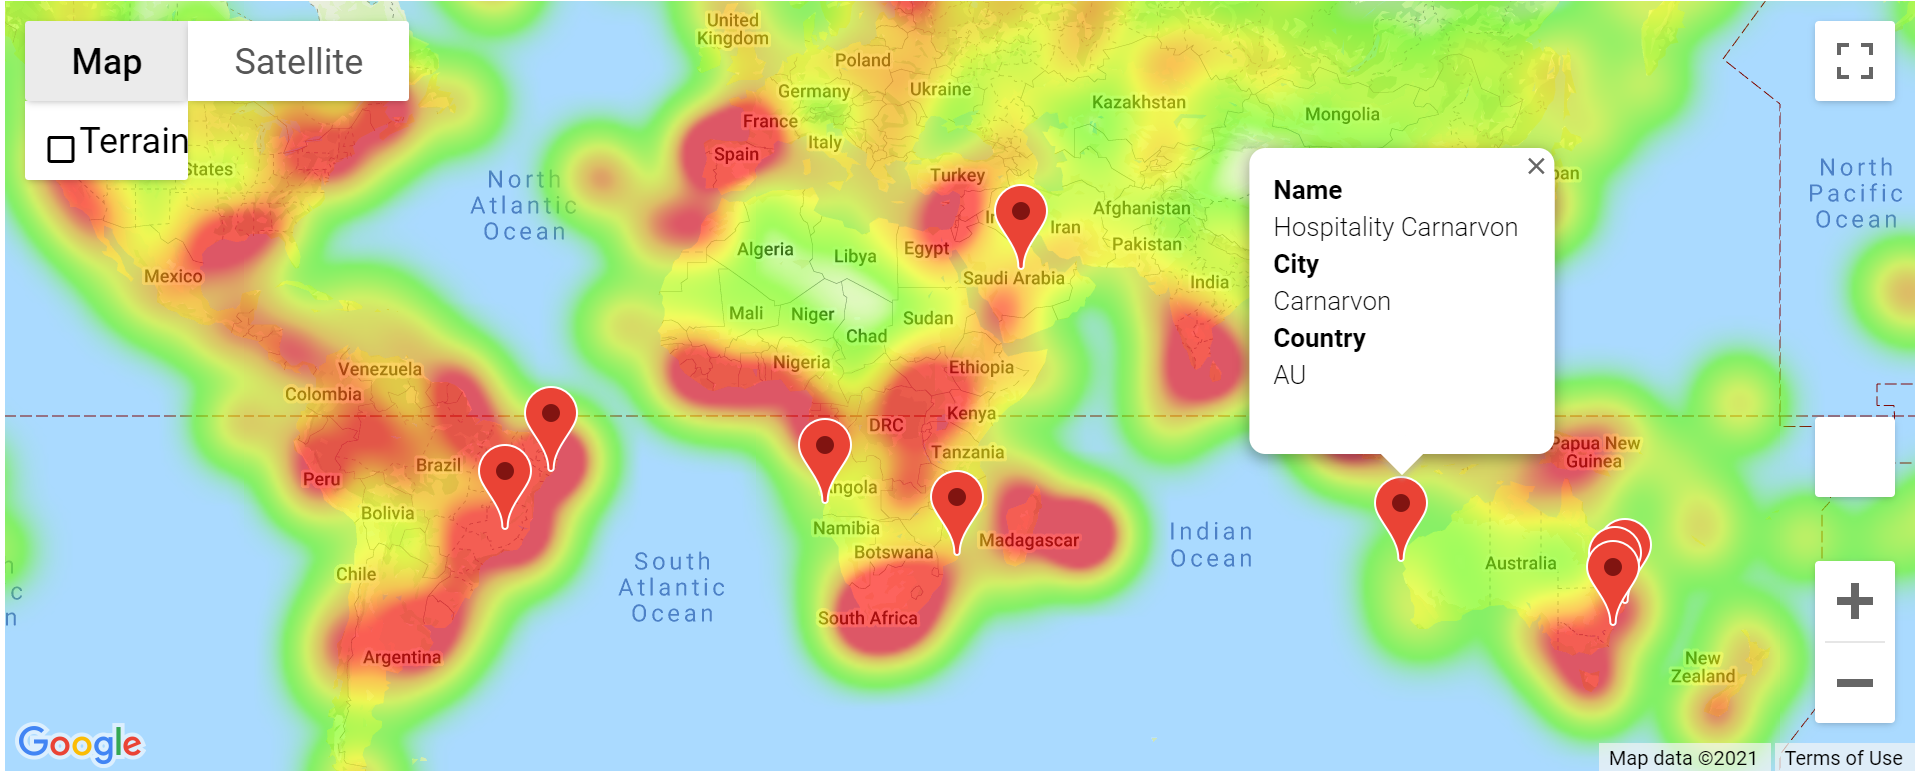 Map
Satellite
Terrain
United
Kingdom
Poland
Germany
Ukraine
France
Italy
Spain
Kazakhstan
Mongolia
States
North
Atlantic
Ocean
Turkey
Iran
Afghanistan
Pakistan
North
Pacific
Ocean
Name
Hospitality Carnarvon
City
Carnarvon
Country
AU
Mexico
Algeria
Libya
Egypt
Saudi Arabia
India
Mali
Niger
Chad
Sudan
Nigeria
Ethiopia
Venezuela
Colombia
DRC
Kenya
Tanzania
Brazil
Peru
Bolivia
Chile
Argentina
Angola
Namibia
Botswana
Madagascar
South Africa
South
Atlantic
Ocean
Indian
Ocean
Papua New
Guinea
Australia
New
Zealand
Google
Map data ©2021
Terms of Use